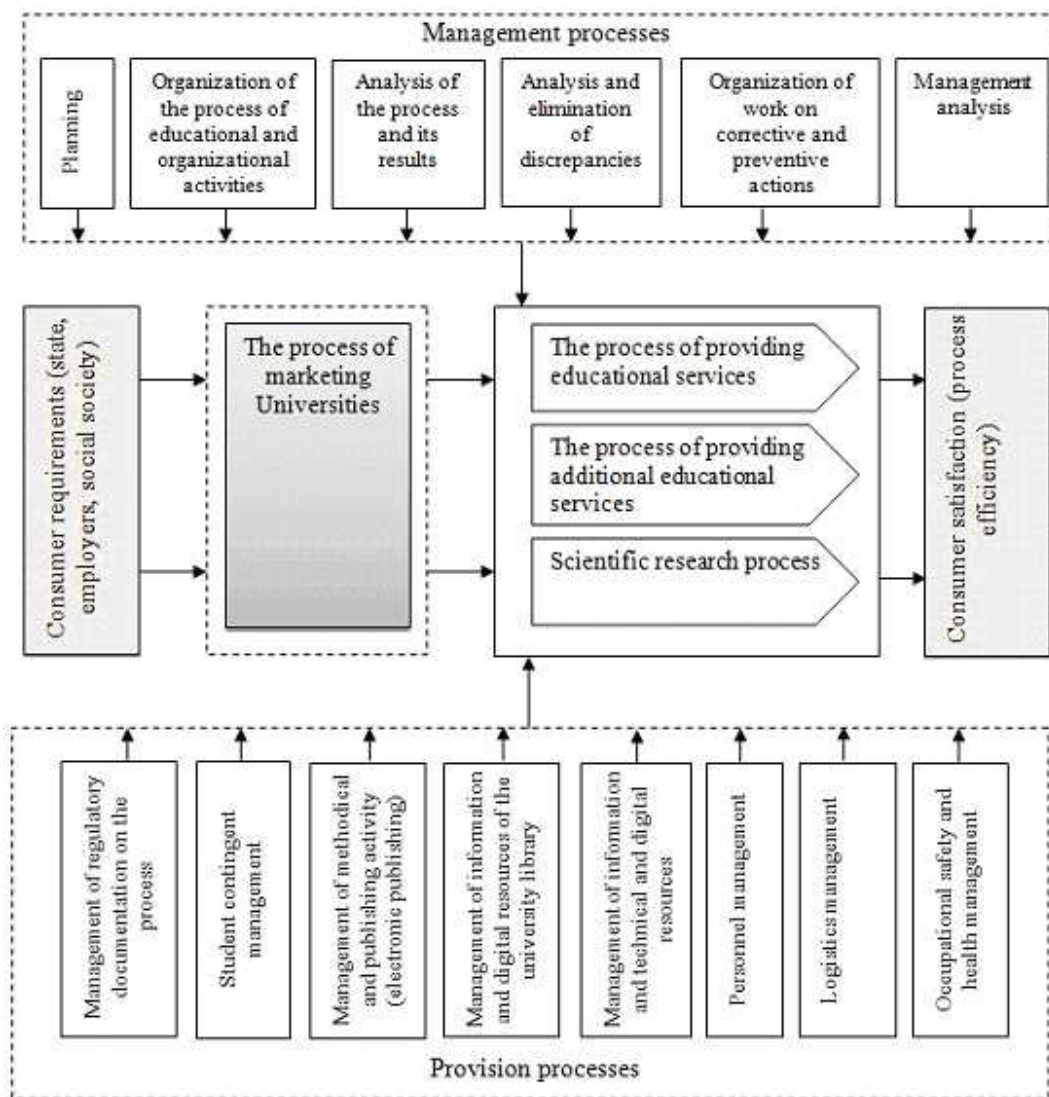 Management processes
Planning
Organization of
the process of
educational and
organizational
activities
Analysis of
the process
and its
results
Analysis and
elimination
of
discrepancies
Organization of
work on
corrective and
preventive
actions
Management
analysis
Consumer requirements (state,
employers, social society)
The process of
marketing
Universities
The process of providing
educational services
The process of providing
additional educational
services
Scientific research process
Consumer satisfaction (process
efficiency)
Management of regulatory
documentation on the
process
Student contingent
management
Management of methodical
and publishing activity
(electronic publishing)
Management of information
and digital resources of the
university library
Management of information
and technical and digital
resources
Personnel management
Logistics management
Occupational safety and
health management
Provision processes